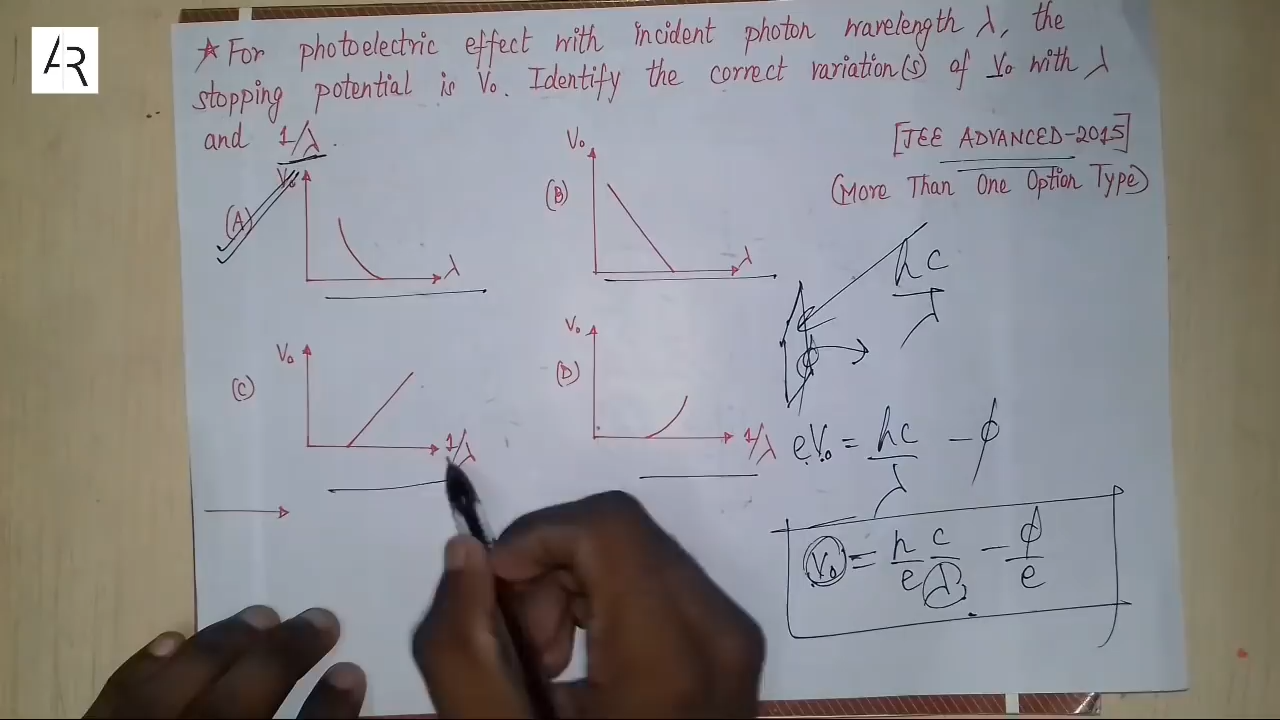 AR
★ For photoelectric effect with incident photon wavelength λ, the
stopping potential is V₀. Identify the correct variation(s) of V₀ with λ
and 1/λ.
[JEE ADVANCED-2015]
(More Than One Option Type)
(A) V₀ λ
(B) V₀ λ
(C) V₀ 1/λ
(D) V₀ 1/λ
hc/λ
ϕ
eV₀ = hc/λ - ϕ
V₀ = h/e c/λ - ϕ/e